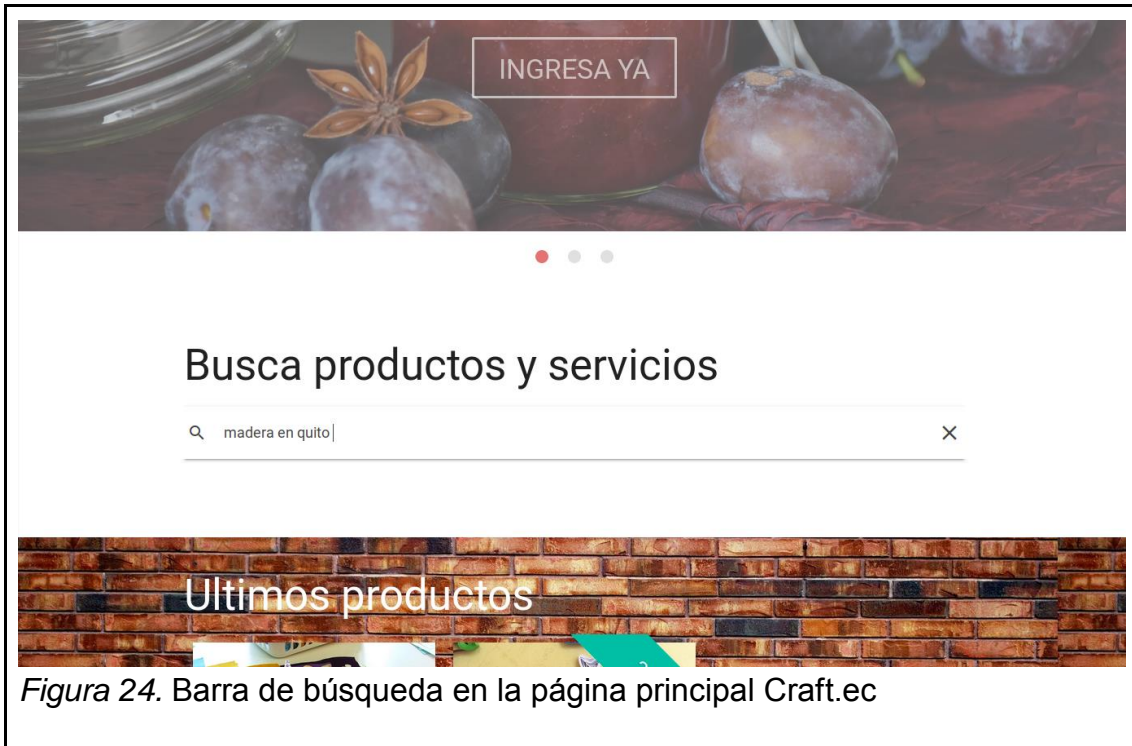 INGRESA YA
Busca productos y servicios
madera en quito
Ultimos productos
Figura 24. Barra de búsqueda en la página principal Craft.ec